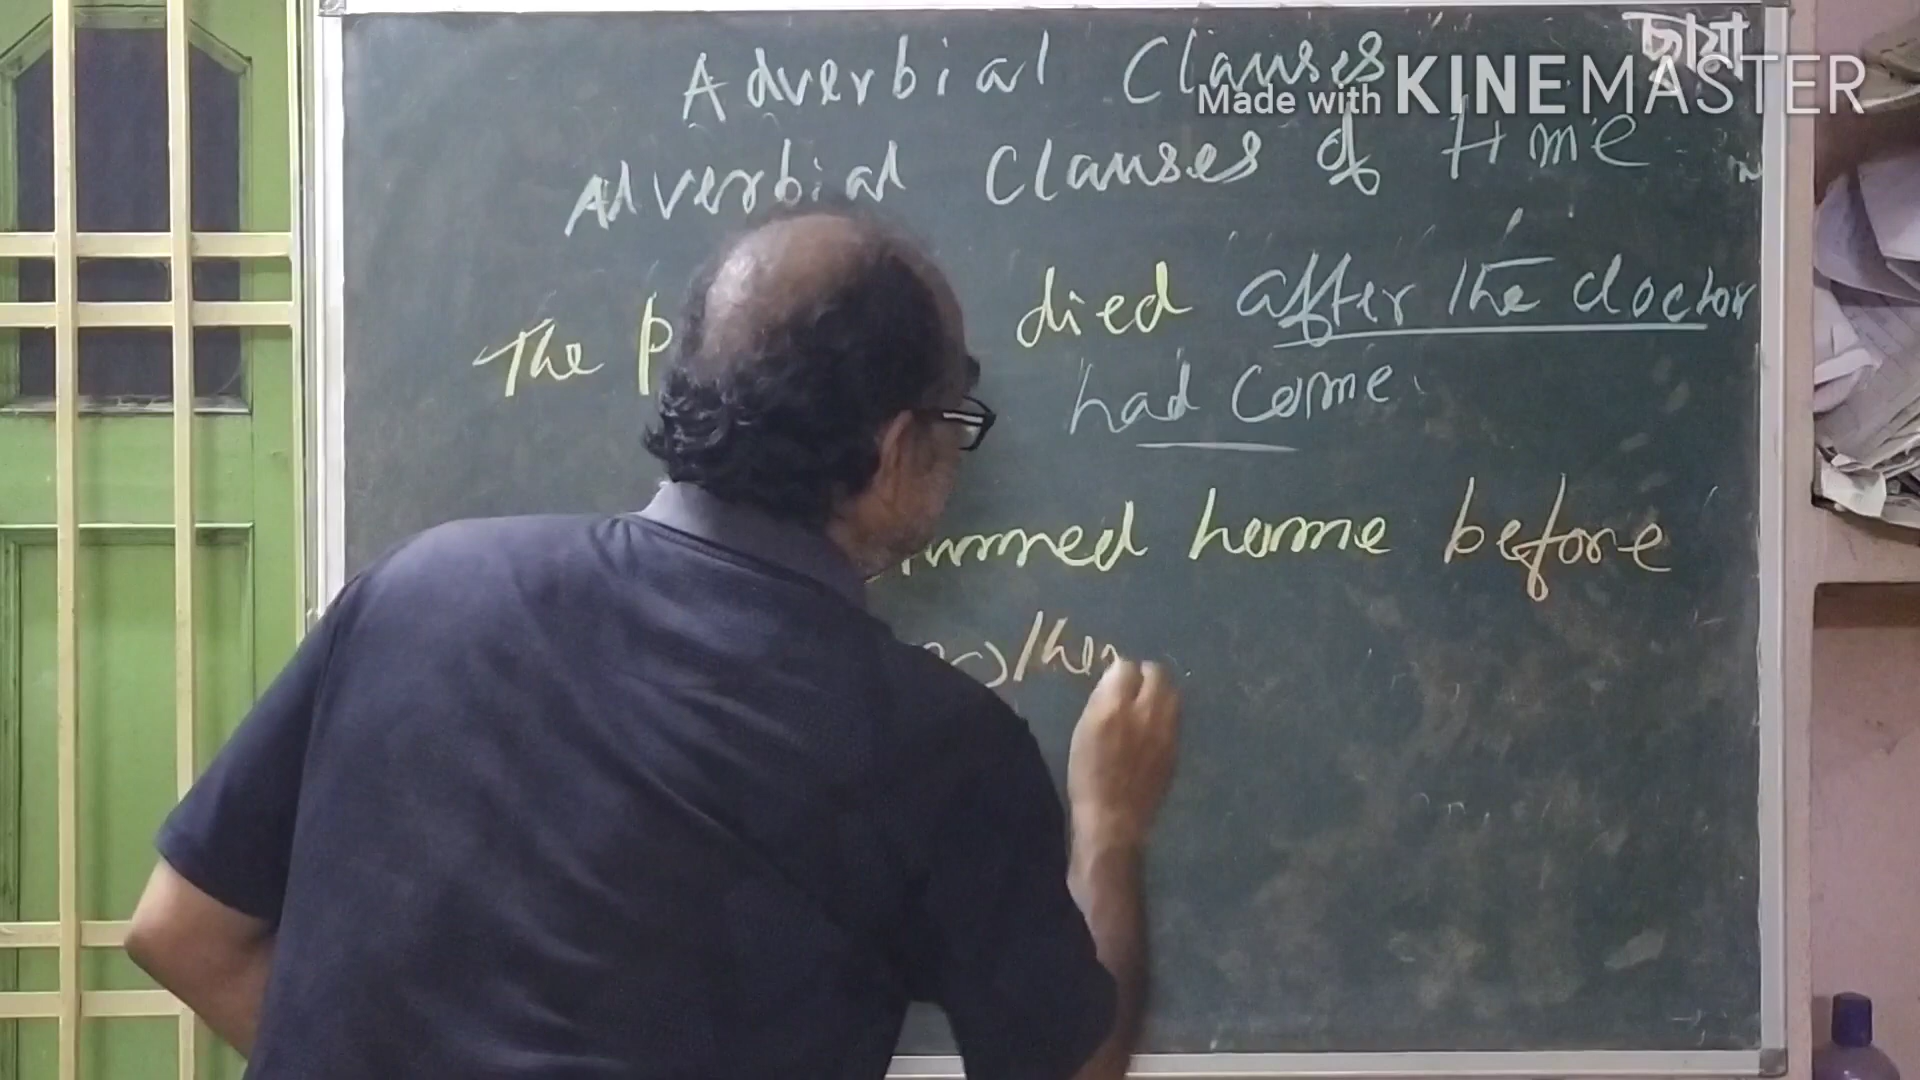 Adverbial Clauses
ছায়া
Made with KINEMASTER
Adverbial Clauses of time
The died after the doctor
had come.
home before